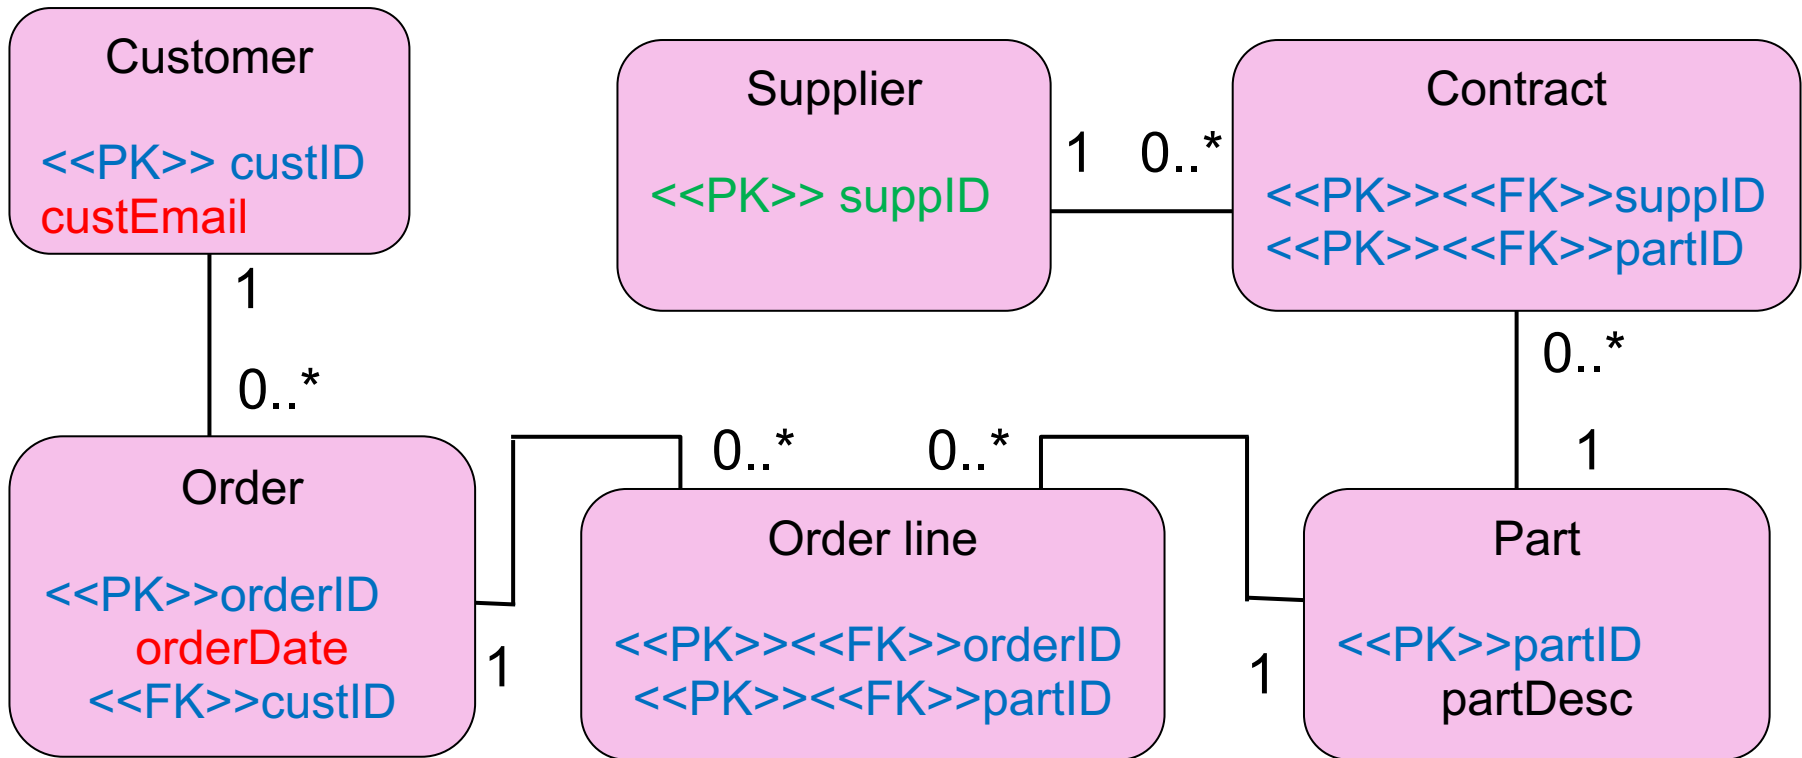 Customer
<<PK>> custID
custEmail
1
0..*
Supplier
<<PK>> suppID
1
0..*
Contract
<<PK>><<FK>>suppID
<<PK>><<FK>>partID
0..*
1
Order
<<PK>>orderID
orderDate
<<FK>>custID
1
0..*
0..*
Order line
<<PK>><<FK>>orderID
<<PK>><<FK>>partID
1
Part
<<PK>>partID
partDesc